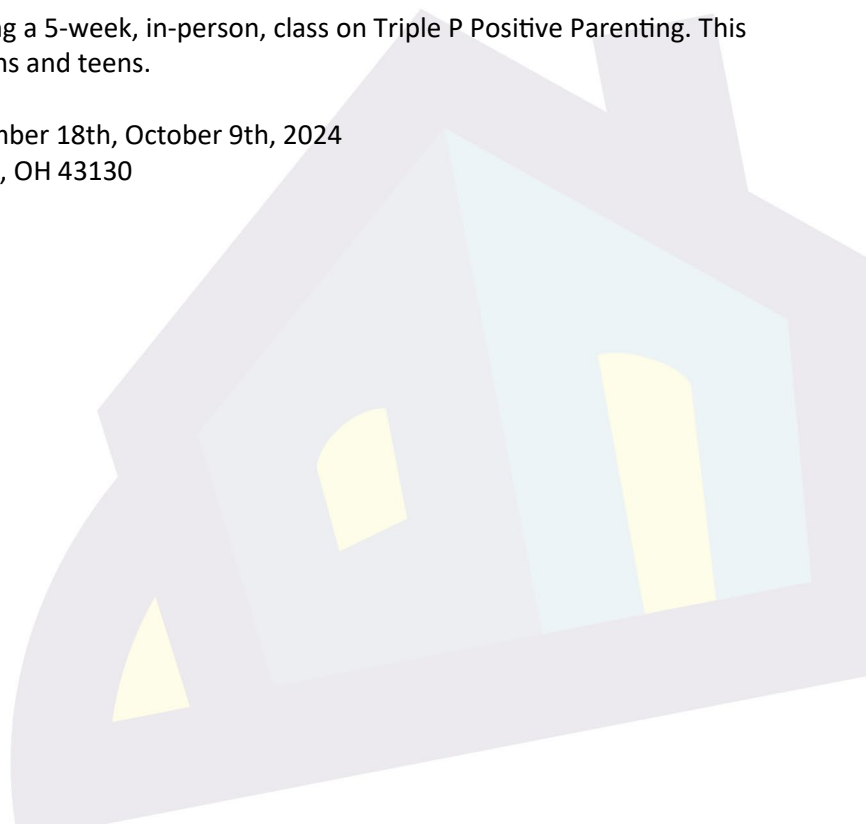 g a 5-week, in-person, class on Triple P Positive Parenting. This
ns and teens.
mber 18th, October 9th, 2024
, OH 43130